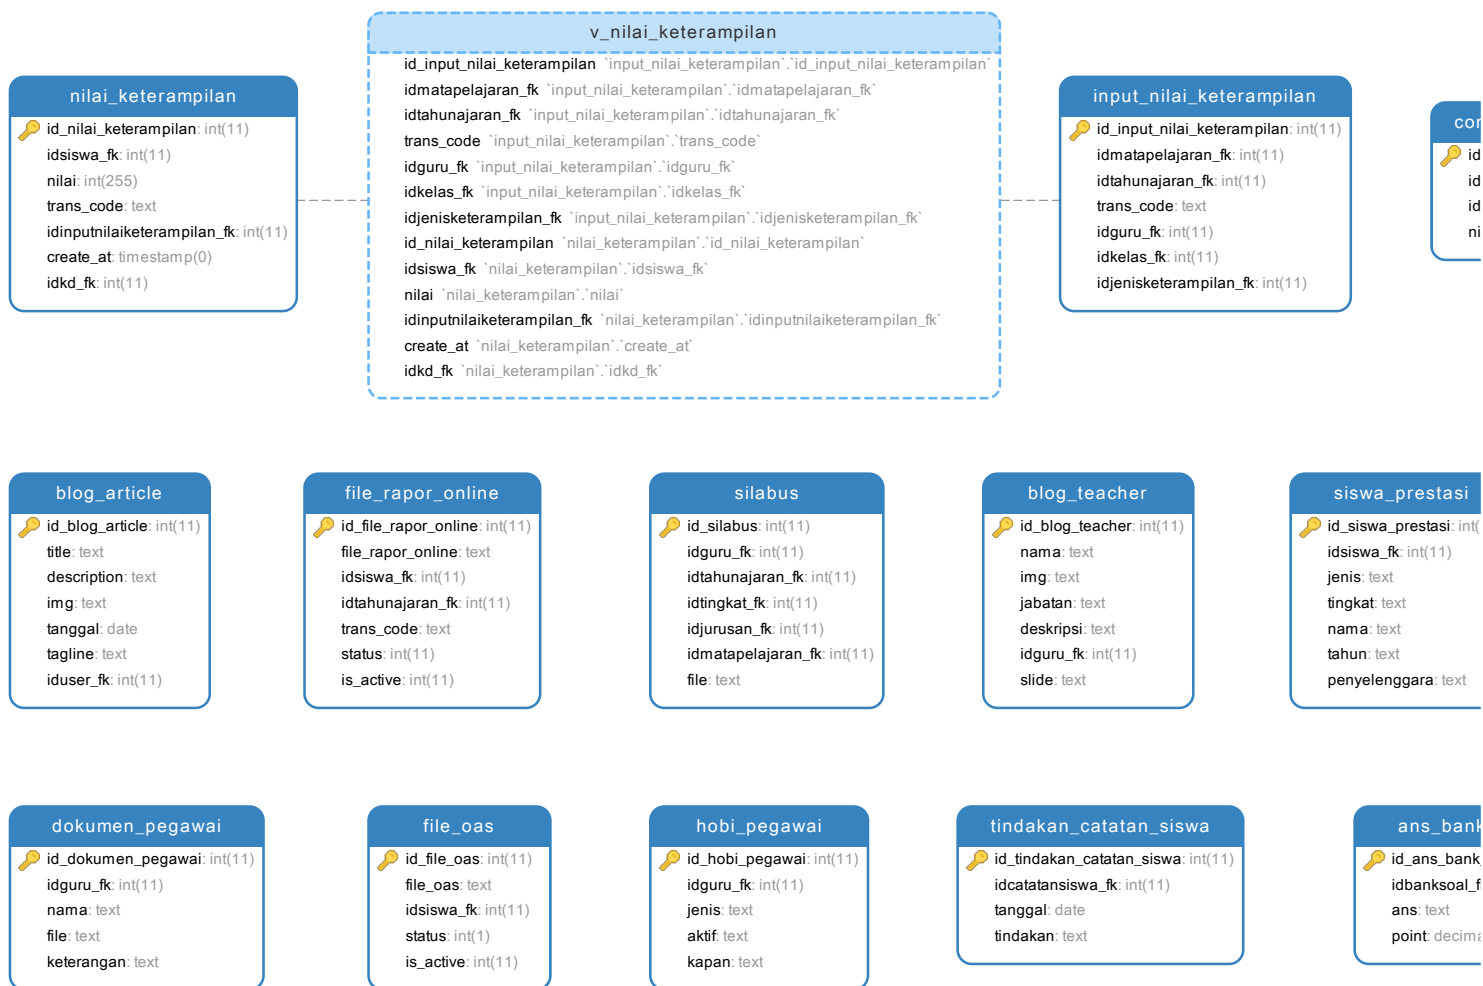 v_nilai_keterampilan
id_input_nilai_keterampilan `input_nilai_keterampilan`.`id_input_nilai_keterampilan`
idmatapelajaran_fk `input_nilai_keterampilan`.`idmatapelajaran_fk`
idtahunajaran_fk `input_nilai_keterampilan`.`idtahunajaran_fk`
trans_code `input_nilai_keterampilan`.`trans_code`
idguru_fk `input_nilai_keterampilan`.`idguru_fk`
idkelas_fk `input_nilai_keterampilan`.`idkelas_fk`
idjenisketerampilan_fk `input_nilai_keterampilan`.`idjenisketerampilan_fk`
id_nilai_keterampilan `nilai_keterampilan`.`id_nilai_keterampilan`
idsiswa_fk `nilai_keterampilan`.`idsiswa_fk`
nilai `nilai_keterampilan`.`nilai`
idinputnilaiketerampilan_fk `nilai_keterampilan`.`idinputnilaiketerampilan_fk`
create_at `nilai_keterampilan`.`create_at`
idkd_fk `nilai_keterampilan`.`idkd_fk`
nilai_keterampilan
id_nilai_keterampilan: int(11)
idsiswa_fk: int(11)
nilai: int(255)
trans_code: text
idinputnilaiketerampilan_fk: int(11)
create_at: timestamp(0)
idkd_fk: int(11)
input_nilai_keterampilan
id_input_nilai_keterampilan: int(11)
idmatapelajaran_fk: int(11)
idtahunajaran_fk: int(11)
trans_code: text
idguru_fk: int(11)
idkelas_fk: int(11)
idjenisketerampilan_fk: int(11)
id
id
id
ni
blog_article
id_blog_article: int(11)
title: text
description: text
img: text
tanggal: date
tagline: text
iduser_fk: int(11)
file_rapor_online
id_file_rapor_online: int(11)
file_rapor_online: text
idsiswa_fk: int(11)
idtahunajaran_fk: int(11)
trans_code: text
status: int(11)
is_active: int(11)
silabus
id_silabus: int(11)
idguru_fk: int(11)
idtahunajaran_fk: int(11)
idtingkat_fk: int(11)
idjurusan_fk: int(11)
idmatapelajaran_fk: int(11)
file: text
blog_teacher
id_blog_teacher: int(11)
nama: text
img: text
jabatan: text
deskripsi: text
idguru_fk: int(11)
slide: text
siswa_prestasi
id_siswa_prestasi: int(
idsiswa_fk: int(11)
jenis: text
tingkat: text
nama: text
tahun: text
penyelenggara: text
dokumen_pegawai
id_dokumen_pegawai: int(11)
idguru_fk: int(11)
nama: text
file: text
keterangan: text
file_oas
id_file_oas: int(11)
file_oas: text
idsiswa_fk: int(11)
status: int(1)
is_active: int(11)
hobi_pegawai
id_hobi_pegawai: int(11)
idguru_fk: int(11)
jenis: text
aktif: text
kapan: text
tindakan_catatan_siswa
id_tindakan_catatan_siswa: int(11)
idcatatansiswa_fk: int(11)
tanggal: date
tindakan: text
ans_bank
id_ans_bank
idbanksoal_f
ans: text
point: decima